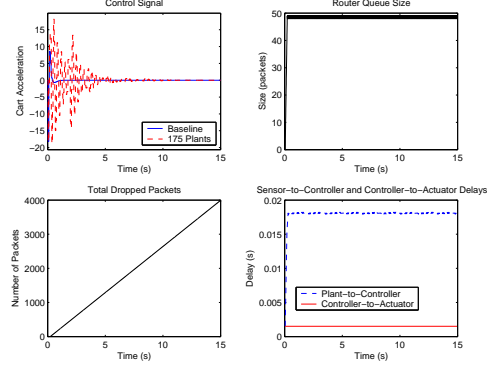 Control Signal
Cart Acceleration
15
10
5
0
−5
−10
−15
−20
0
5
10
15
Time (s)
Baseline
175 Plants
Router Queue Size
Size (packets)
50
40
30
20
10
0
0
5
10
15
Time (s)
Total Dropped Packets
Number of Packets
4000
3000
2000
1000
0
0
5
10
15
Time (s)
Sensor−to−Controller and Controller−to−Actuator Delays
Delay (s)
0.02
0.015
0.01
0.005
0
0
5
10
15
Time (s)
Plant−to−Controller
Controller−to−Actuator